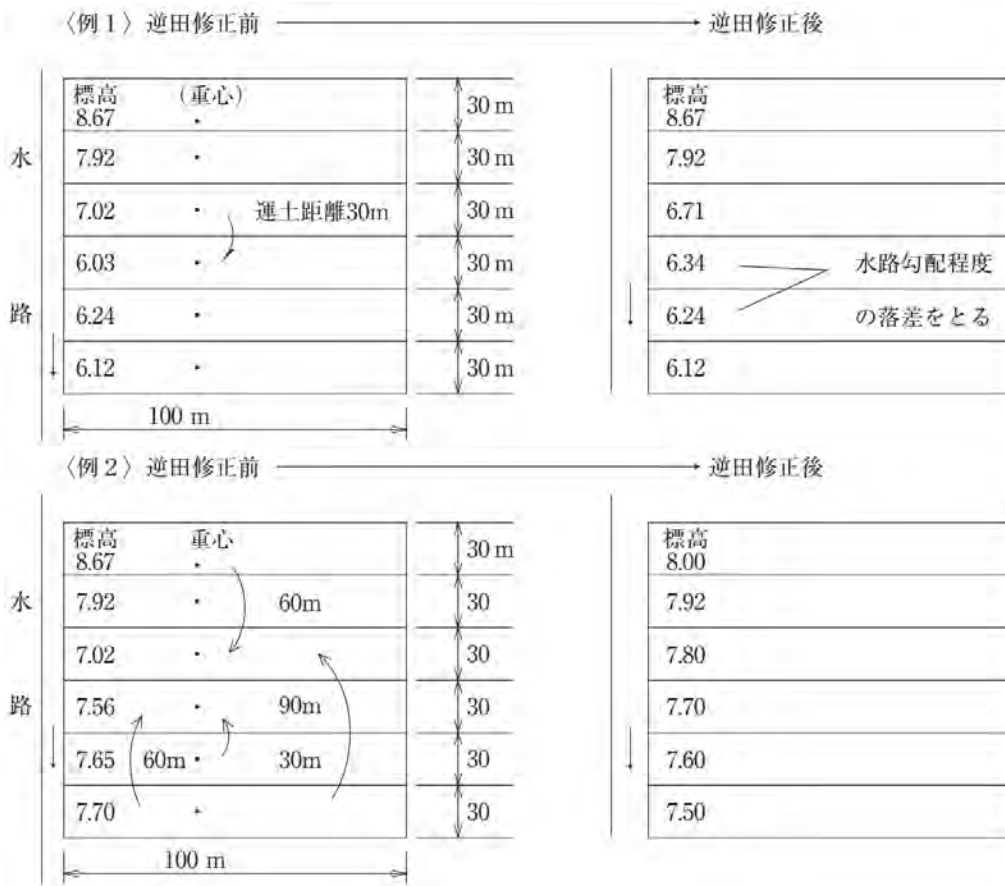 〈例1〉逆田修正前 逆田修正後
標高 (重心)
8.67 30 m 8.67
水 7.92 30 m 7.92
7.02 運土距離30m 30 m 6.71
6.03 30 m 6.34 水路勾配程度
路 6.24 30 m 6.24 の落差をとる
6.12 30 m 6.12
100 m
〈例2〉逆田修正前 逆田修正後
標高 重心 標高
8.67 30 m 8.00
水 7.92 60m 30 7.92
7.02 30 7.80
路 7.56 90m 30 7.70
7.65 60m 30m 30 7.60
7.70 30 7.50
100 m